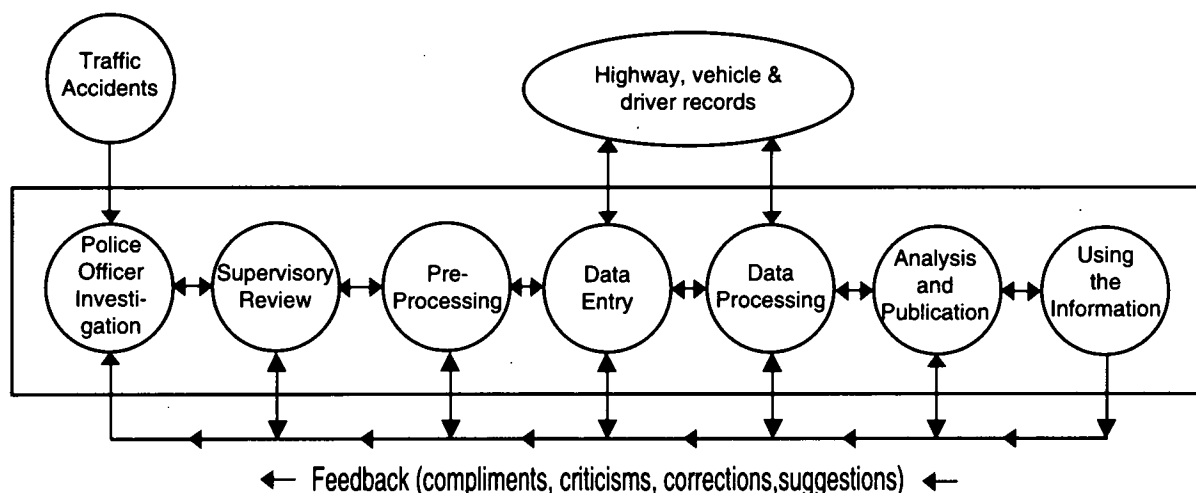 Traffic
Accidents
Highway, vehicle &
driver records
Police
Officer
Investi-
gation
Supervisory
Review
Pre-
Processing
Data
Entry
Data
Processing
Analysis
and
Publication
Using
the
Information
Feedback (compliments, criticisms, corrections,suggestions)